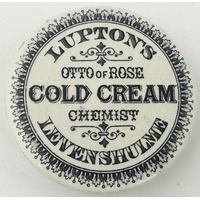 LUPTON'S
OTTO OF ROSE
COLD CREAM
CHEMIST
LEVENSHULME